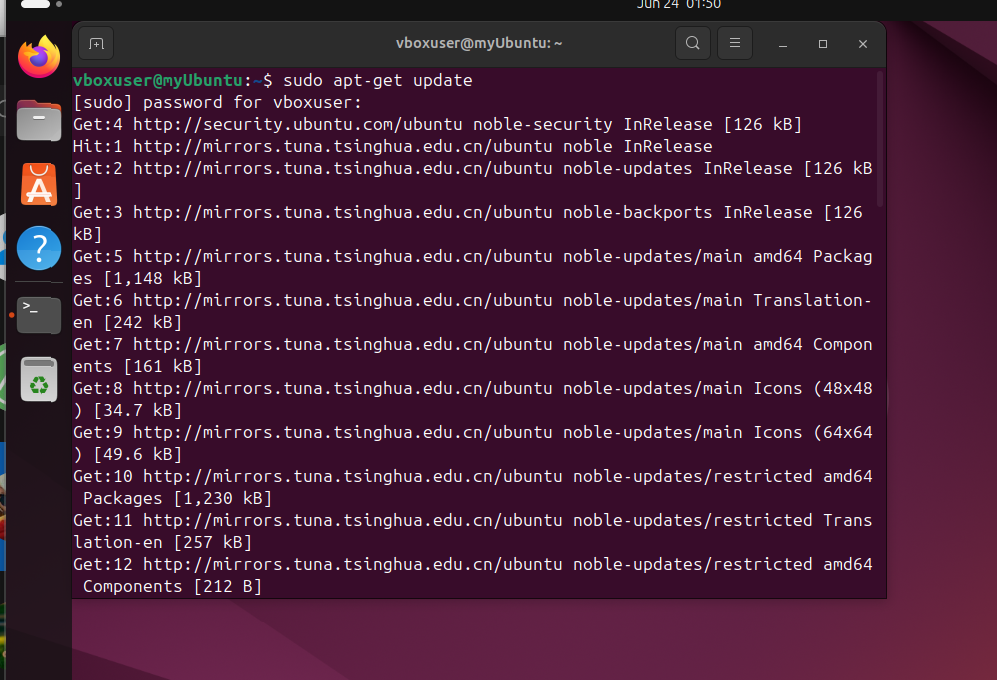 Jun 24 01:50
vboxuser@myUbuntu: ~
vboxuser@myUbuntu:~$ sudo apt-get update
[sudo] password for vboxuser:
Get:4 http://security.ubuntu.com/ubuntu noble-security InRelease [126 kB]
Hit:1 http://mirrors.tuna.tsinghua.edu.cn/ubuntu noble InRelease
Get:2 http://mirrors.tuna.tsinghua.edu.cn/ubuntu noble-updates InRelease [126 kB
]
Get:3 http://mirrors.tuna.tsinghua.edu.cn/ubuntu noble-backports InRelease [126
kB]
Get:5 http://mirrors.tuna.tsinghua.edu.cn/ubuntu noble-updates/main amd64 Packag
es [1,148 kB]
Get:6 http://mirrors.tuna.tsinghua.edu.cn/ubuntu noble-updates/main Translation-
en [242 kB]
Get:7 http://mirrors.tuna.tsinghua.edu.cn/ubuntu noble-updates/main amd64 Compon
ents [161 kB]
Get:8 http://mirrors.tuna.tsinghua.edu.cn/ubuntu noble-updates/main Icons (48x48
) [34.7 kB]
Get:9 http://mirrors.tuna.tsinghua.edu.cn/ubuntu noble-updates/main Icons (64x64
) [49.6 kB]
Get:10 http://mirrors.tuna.tsinghua.edu.cn/ubuntu noble-updates/restricted amd64
 Packages [1,230 kB]
Get:11 http://mirrors.tuna.tsinghua.edu.cn/ubuntu noble-updates/restricted Trans
lation-en [257 kB]
Get:12 http://mirrors.tuna.tsinghua.edu.cn/ubuntu noble-updates/restricted amd64
 Components [212 B]